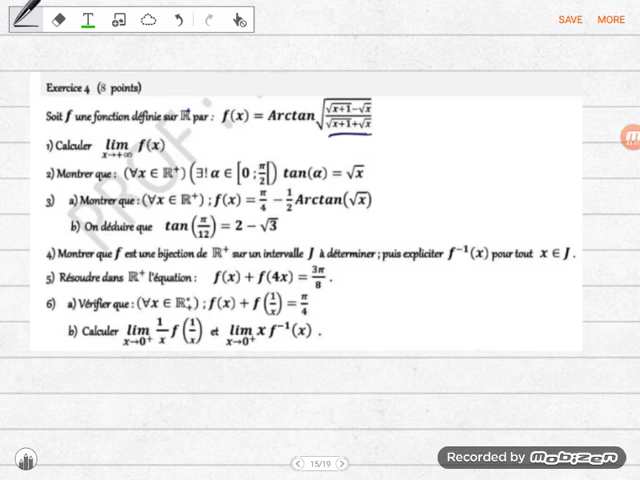 SAVE MORE
Exercice 4 (8 points)
Soit f une fonction définie sur ℝ⁺ par : f(x) = Arctan√((√(x+1)−√x)/(√(x+1)+√x))
1) Calculer lim x→+∞ f(x)
2) Montrer que : (∀x ∈ ℝ⁺) (∃! α ∈ [0 ; π/2[) tan(α) = √x
3) a) Montrer que : (∀x ∈ ℝ⁺) ; f(x) = π/4 − 1/2 Arctan(√x)
b) On déduire que tan(π/12) = 2 − √3
4) Montrer que f est une bijection de ℝ⁺ sur un intervalle J à déterminer ; puis expliciter f⁻¹(x) pour tout x ∈ J .
5) Résoudre dans ℝ⁺ l'équation : f(x) + f(4x) = 3π/8 .
6) a) Vérifier que : (∀x ∈ ℝ⁎₊) ; f(x) + f(1/x) = π/4
b) Calculer lim x→0⁺ 1/x f(1/x) et lim x→0⁺ x f⁻¹(x) .
PROF :
15/19
Recorded by Mobizen